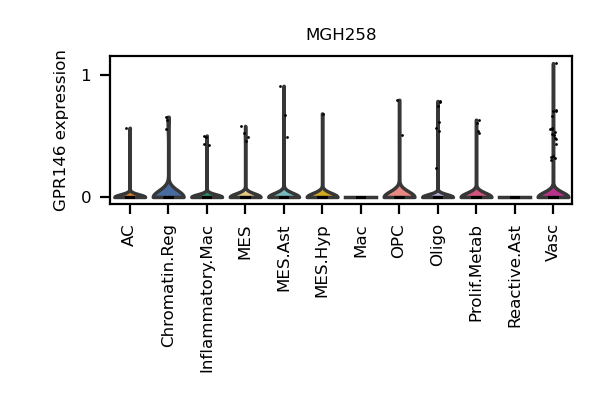 MGH258
GPR146 expression
1
0
AC
Chromatin.Reg
Inflammatory.Mac
MES
MES.Ast
MES.Hyp
Mac
OPC
Oligo
Prolif.Metab
Reactive.Ast
Vasc